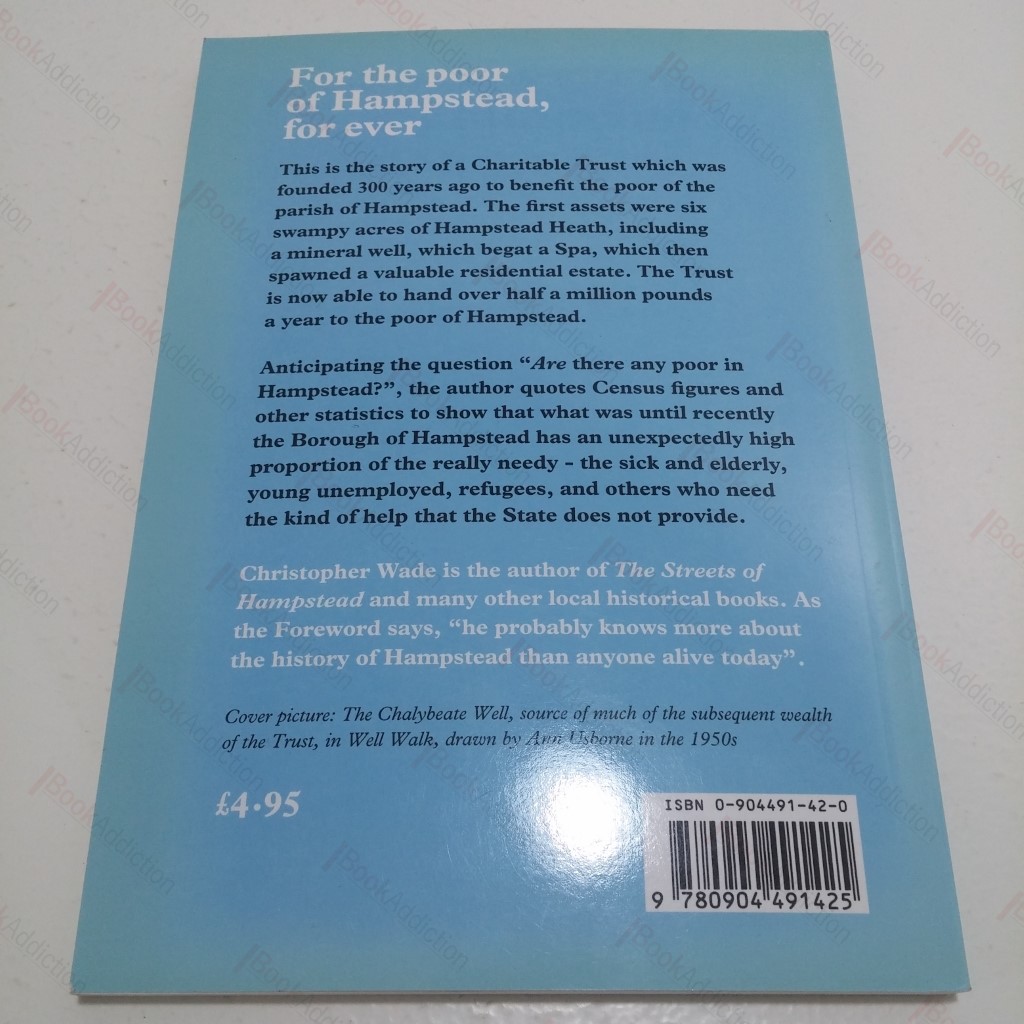 For the poor
of Hampstead,
for ever
This is the story of a Charitable Trust which was
founded 300 years ago to benefit the poor of the
parish of Hampstead. The first assets were six
swampy acres of Hampstead Heath, including
a mineral well, which begat a Spa, which then
spawned a valuable residential estate. The Trust
is now able to hand over half a million pounds
a year to the poor of Hampstead.
Anticipating the question “Are there any poor in
Hampstead?”, the author quotes Census figures and
other statistics to show that what was until recently
the Borough of Hampstead has an unexpectedly high
proportion of the really needy – the sick and elderly,
young unemployed, refugees, and others who need
the kind of help that the State does not provide.
Christopher Wade is the author of The Streets of
Hampstead and many other local historical books. As
the Foreword says, “he probably knows more about
the history of Hampstead than anyone alive today”.
Cover picture: The Chalybeate Well, source of much of the subsequent wealth
of the Trust, in Well Walk, drawn by Ann Usborne in the 1950s
£4·95
ISBN 0-904491-42-0
9 780904 491425
BookAddiction